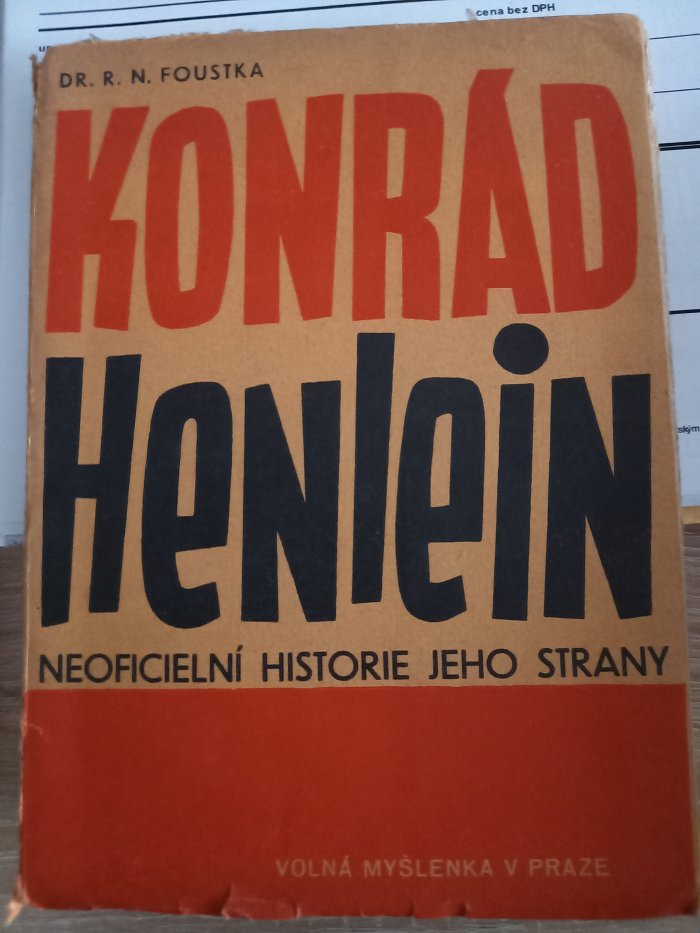 cena bez DPH
DR. R. N. FOUSTKA
KONRÁD
Henlein
NEOFICIELNÍ HISTORIE JEHO STRANY
VOLNÁ MYŠLENKA V PRAZE